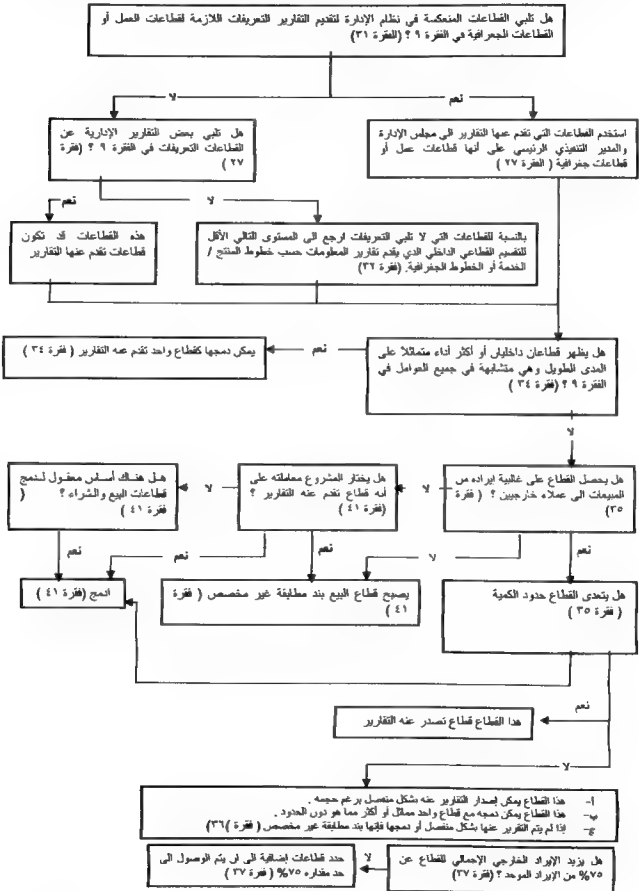 هل تلبي القطاعات المنعكسة في نظام الإدارة لتقديم التقارير التعريفات اللازمة لقطاعات العمل أو
القطاعات الجغرافية في الفقرة ٩ ؟ (الفقرة ٣١)
لا
نعم
استخدم القطاعات التي تقدم عنها التقارير الى مجلس الإدارة
والمدير التنفيذي الرئيسي على أنها قطاعات عمل أو
قطاعات جغرافية ( الفقرة ٢٧ )
هل تلبي بعض التقارير الإدارية عن
القطاعات التعريفات في الفقرة ٩ ؟ (فقرة
٢٧ )
نعم
لا
بالنسبة للقطاعات التي لا تلبي التعريفات ارجع الى المستوى التالي الأقل
للتقسيم القطاعي الداخلي الذي يقدم تقارير المعلومات حسب خطوط المنتج /
الخدمة أو الخطوط الجغرافية. (فقرة ٣٢)
هذه القطاعات قد تكون
قطاعات تقدم عنها التقارير
هل يظهر قطاعان داخليان أو أكثر أداء متماثلا على
المدى الطويل وهي متشابهة في جميع العوامل في
الفقرة ٩ ؟ (فقرة ٣٤ )
نعم
يمكن دمجها كقطاع واحد تقدم عنه التقارير ( فقرة ٣٤ )
لا
هل يحصل القطاع على غالبية ايراده من
المبيعات الى عملاء خارجيين ؟ ( فقرة
٣٥)
لا
هل يختار المشروع معاملته على
أنه قطاع تقدم عنه التقارير ؟
(فقرة ٤١ )
لا
هل هناك أساس معقول لدمج
قطاعات البيع والشراء ؟ (
فقرة ٤١ )
نعم
لا
نعم
نعم
نعم
هل يتعدى القطاع حدود الكمية
( فقرة ٣٥ )
يصبح قطاع البيع بند مطابقة غير مخصص ( فقرة
٤١ )
ادمج (فقرة ٤١ )
نعم
هذا القطاع قطاع تصدر عنه التقارير
لا
أ- هذا القطاع يمكن إصدار التقارير عنه بشكل منفصل برغم حجمه .
ب- هذا القطاع يمكن دمجه مع قطاع واحد مماثل أو أكثر مما هو دون الحدود .
ج- إذا لم يتم التقرير عنها بشكل منفصل أو دمجها فإنها بند مطابقة غير مخصص ( فقرة )٣٦)
هل يزيد الإيراد الخارجي الإجمالي للقطاع عن
٧٥% من الإيراد الموحد ؟ (فقرة ٣٧)
لا
حدد قطاعات إضافية الى ان يتم الوصول الى
حد مقداره ٧٥% ( فقرة ٣٧ )